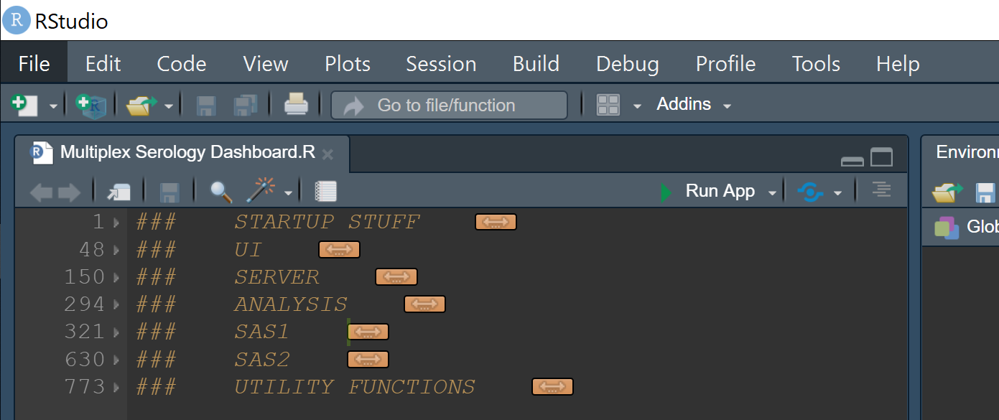 R RStudio
File Edit Code View Plots Session Build Debug Profile Tools Help
R Go to file/function Addins
R Multiplex Serology Dashboard.R × Environ
Run App
Glob
1 ### STARTUP STUFF
48 ### UI
150 ### SERVER
294 ### ANALYSIS
321 ### SAS1
630 ### SAS2
773 ### UTILITY FUNCTIONS